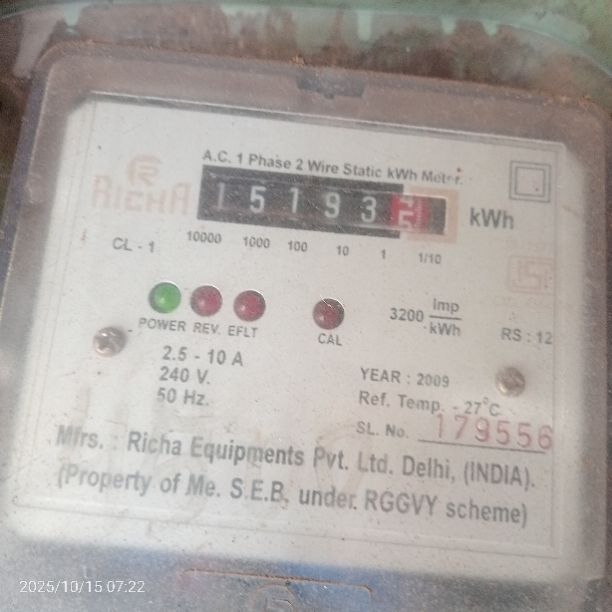 A.C. 1 Phase 2 Wire Static kWh Meter.
RICHA
15193 kWh
CL - 1
10000 1000 100 10 1 1/10
POWER REV. EFLT CAL
3200 Imp/kWh
RS : 12
2.5 - 10 A
240 V.
50 Hz.
YEAR : 2009
Ref. Temp. - 27°C
SL. No. 179556
Mfrs. : Richa Equipments Pvt. Ltd. Delhi, (INDIA).
(Property of Me. S.E.B. under RGGVY scheme)
2025/10/15 07:22